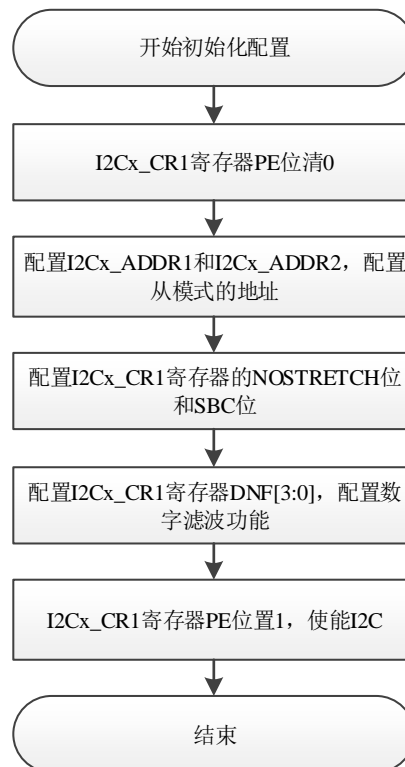 开始初始化配置
I2Cx_CR1寄存器PE位清0
配置I2Cx_ADDR1和I2Cx_ADDR2，配置
从模式的地址
配置I2Cx_CR1寄存器的NOSTRETCH位
和SBC位
配置I2Cx_CR1寄存器DNF[3:0]，配置数
字滤波功能
I2Cx_CR1寄存器PE位置1，使能I2C
结束